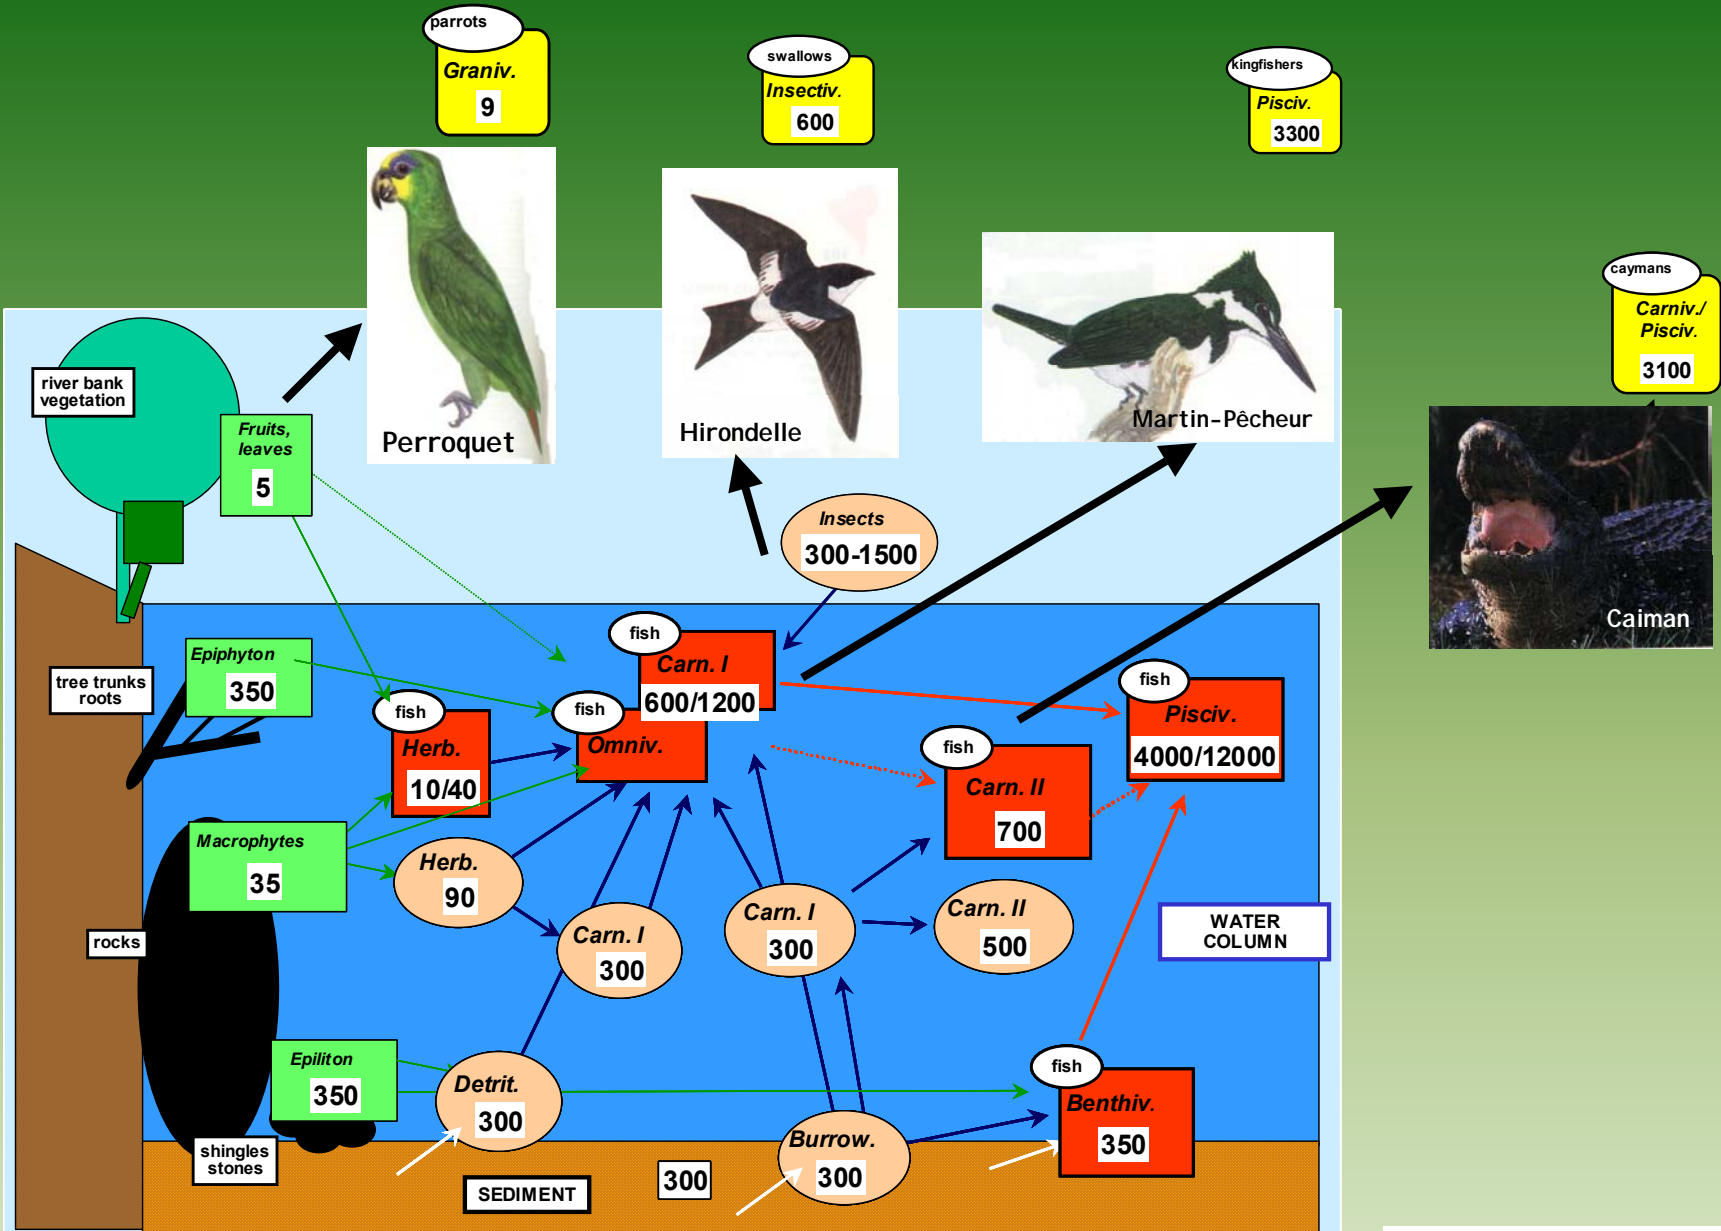 parrots
Graniv.
9
swallows
Insectiv.
600
kingfishers
Pisciv.
3300
caymans
Carniv./
Pisciv.
3100
Perroquet
Hirondelle
Martin-Pêcheur
Caiman
river bank
vegetation
Fruits,
leaves
5
Insects
300-1500
tree trunks
roots
Epiphyton
350
fish
Herb.
10/40
fish
Omniv.
fish
Carn. I
600/1200
fish
Carn. II
700
fish
Pisciv.
4000/12000
Macrophytes
35
Herb.
90
Carn. I
300
Carn. I
300
Carn. II
500
WATER
COLUMN
rocks
Epiliton
350
Detrit.
300
shingles
stones
SEDIMENT
300
Burrow.
300
fish
Benthiv.
350